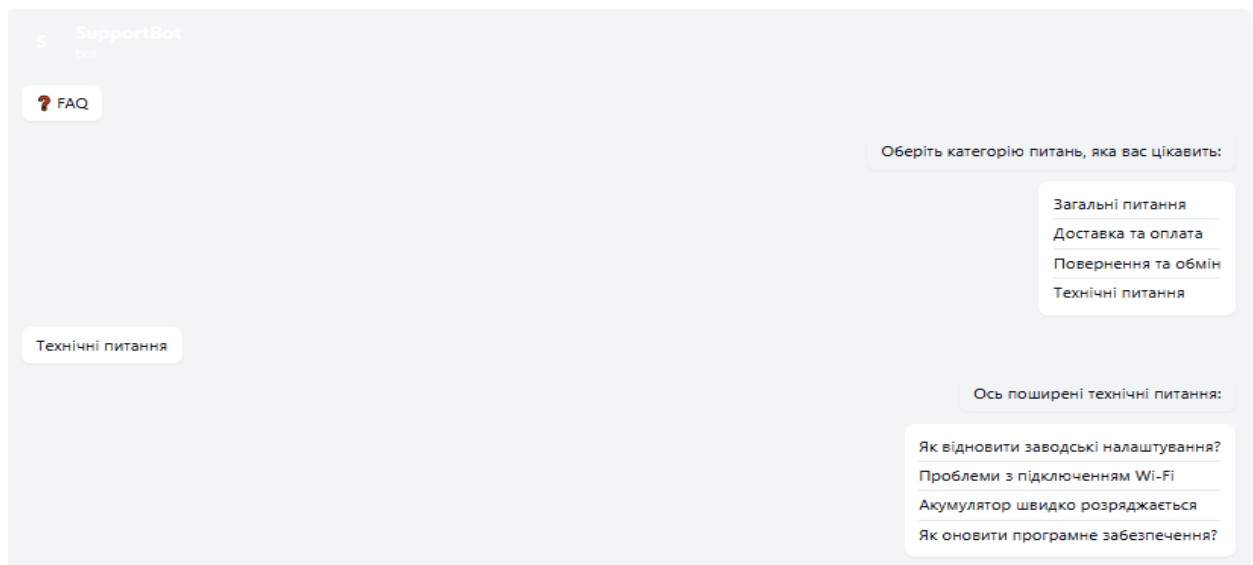 S
SupportBot
bot
❓ FAQ
Оберіть категорію питань, яка вас цікавить:
Загальні питання
Доставка та оплата
Повернення та обмін
Технічні питання
Технічні питання
Ось поширені технічні питання:
Як відновити заводські налаштування?
Проблеми з підключенням Wi-Fi
Акумулятор швидко розряджається
Як оновити програмне забезпечення?